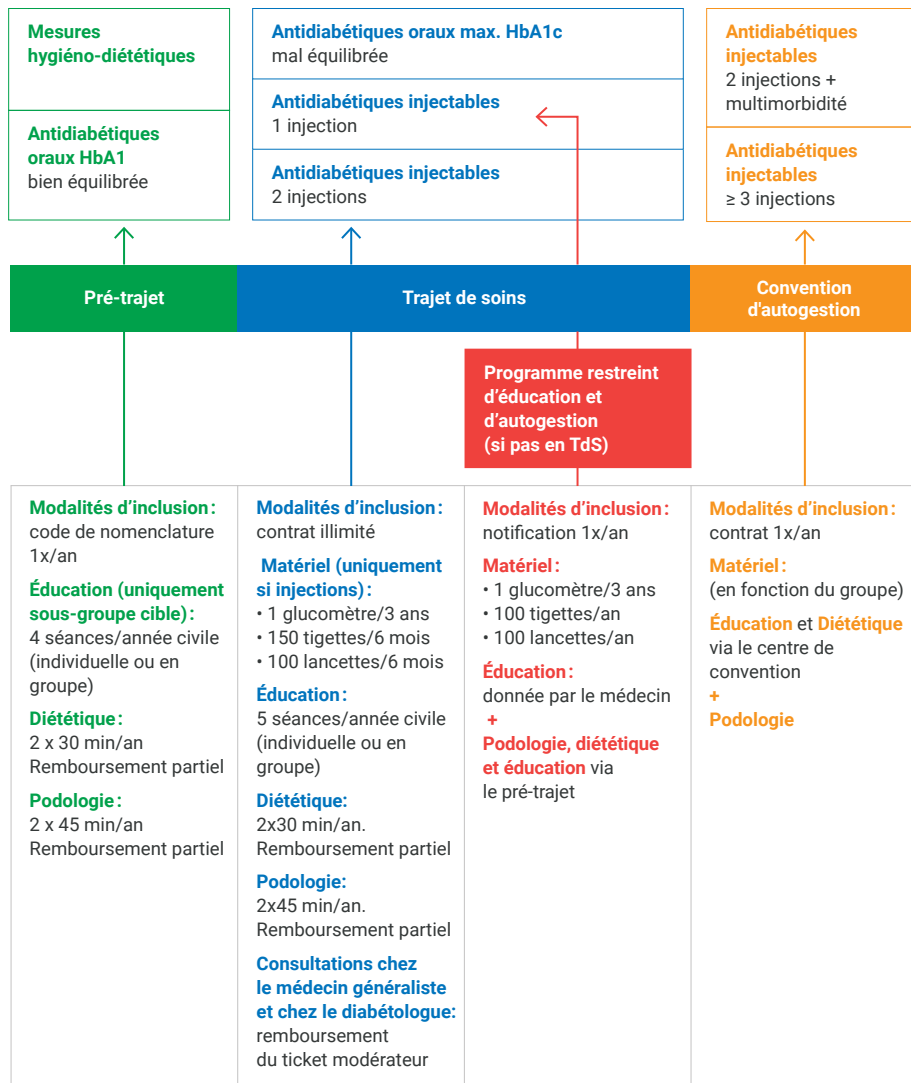 Mesures
hygiéno-diététiques
Antidiabétiques
oraux HbA1
bien équilibrée
Antidiabétiques oraux max. HbA1c
mal équilibrée
Antidiabétiques injectables
1 injection
Antidiabétiques injectables
2 injections
Antidiabétiques
injectables
2 injections +
multimorbidité
Antidiabétiques
injectables
≥ 3 injections
Pré-trajet
Trajet de soins
Convention
d'autogestion
Programme restreint
d’éducation et
d’autogestion
(si pas en TdS)
Modalités d’inclusion :
code de nomenclature
1x/an
Éducation (uniquement
sous-groupe cible) :
4 séances/année civile
(individuelle ou en
groupe)
Diététique :
2 x 30 min/an
Remboursement partiel
Podologie :
2 x 45 min/an
Remboursement partiel
Modalités d’inclusion :
contrat illimité
Matériel (uniquement
si injections) :
• 1 glucomètre/3 ans
• 150 tigettes/6 mois
• 100 lancettes/6 mois
Éducation :
5 séances/année civile
(individuelle ou en
groupe)
Diététique:
2x30 min/an.
Remboursement partiel
Podologie:
2x45 min/an.
Remboursement partiel
Consultations chez
le médecin généraliste
et chez le diabétologue:
remboursement
du ticket modérateur
Modalités d’inclusion :
notification 1x/an
Matériel :
• 1 glucomètre/3 ans
• 100 tigettes/an
• 100 lancettes/an
Éducation :
donnée par le médecin
+
Podologie, diététique
et éducation via
le pré-trajet
Modalités d’inclusion :
contrat 1x/an
Matériel :
(en fonction du groupe)
Éducation et Diététique
via le centre de
convention
+
Podologie